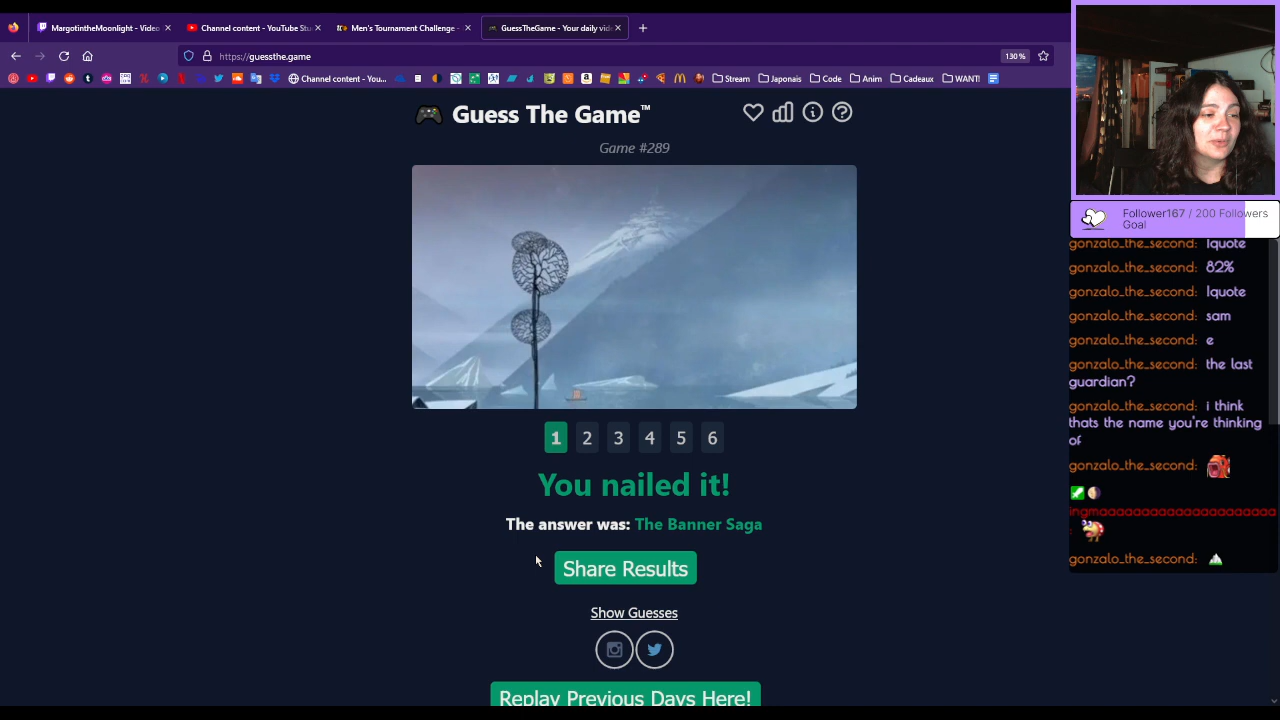 MargotintheMoonlight - Video
Channel content - YouTube Stu
Men's Tournament Challenge -
GuessTheGame - Your daily vide
https://guessthe.game
130%
Channel content - You...
Stream
Japonais
Code
Anim
Cadeaux
WANT!
Guess The Game™
Game #289
1 2 3 4 5 6
You nailed it!
The answer was: The Banner Saga
Share Results
Show Guesses
Replay Previous Days Here!
Follower167 / 200 Followers
Goal
gonzalo_the_second: !quote
gonzalo_the_second: 82%
gonzalo_the_second: !quote
gonzalo_the_second: sam
gonzalo_the_second: e
gonzalo_the_second: the last
guardian?
gonzalo_the_second: i think
thats the name you're thinking
of
gonzalo_the_second:
gonzalo_the_second: